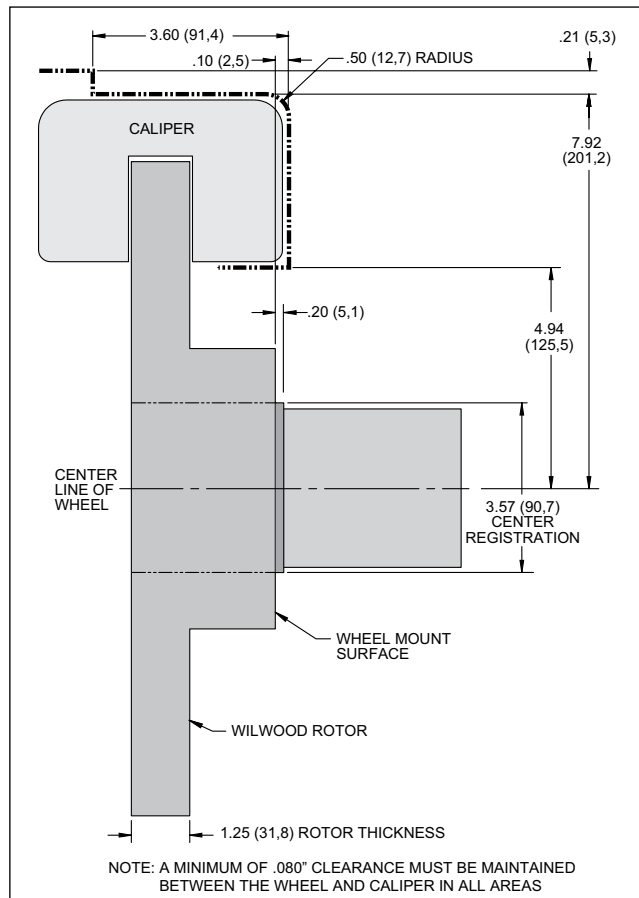 3.60 (91,4)
.21 (5,3)
.10 (2,5)
.50 (12,7) RADIUS
CALIPER
7.92
(201,2)
.20 (5,1)
4.94
(125,5)
CENTER
LINE OF
WHEEL
3.57 (90,7)
CENTER
REGISTRATION
WHEEL MOUNT
SURFACE
WILWOOD ROTOR
1.25 (31,8) ROTOR THICKNESS
NOTE: A MINIMUM OF .080" CLEARANCE MUST BE MAINTAINED
BETWEEN THE WHEEL AND CALIPER IN ALL AREAS